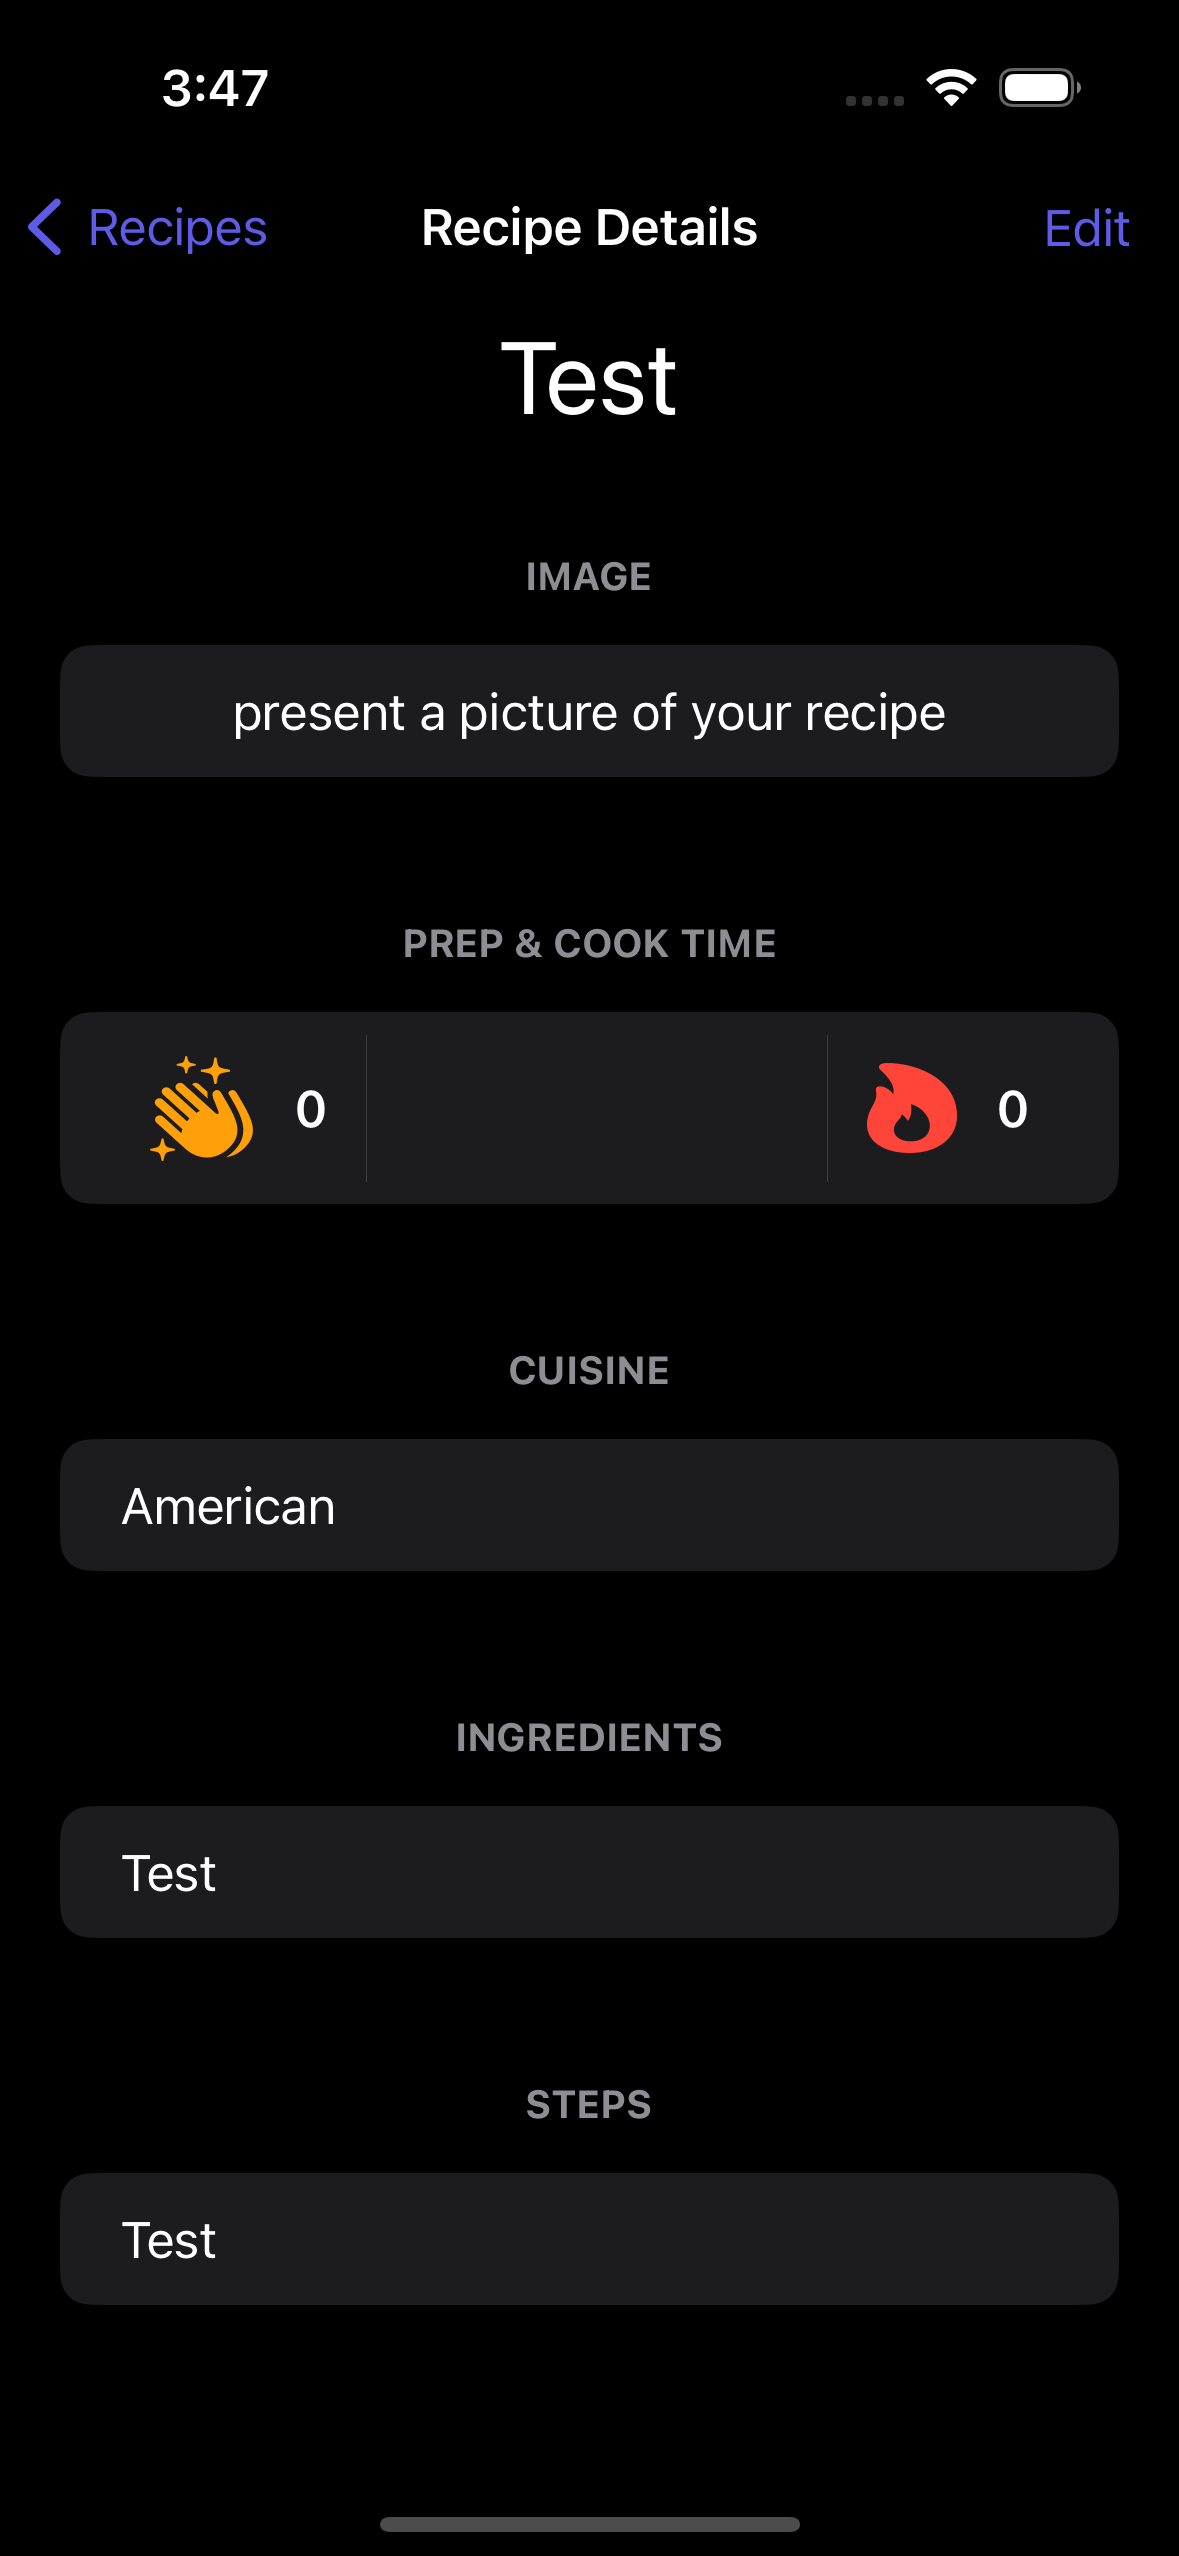 3:47
Recipes
Recipe Details
Edit
Test
IMAGE
present a picture of your recipe
PREP & COOK TIME
0
0
CUISINE
American
INGREDIENTS
Test
STEPS
Test